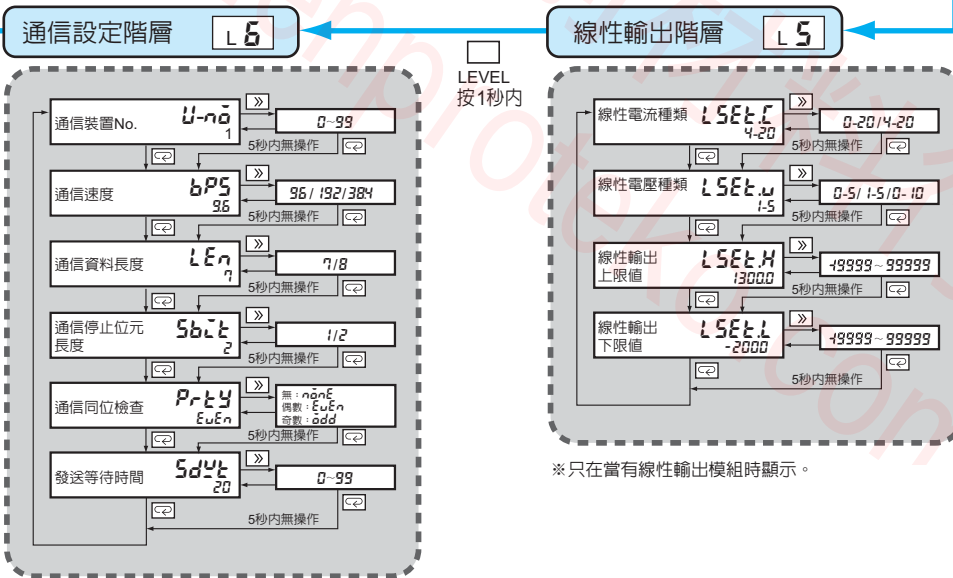 通信設定階層 L 6
通信裝置No. U-no
1
0~99
5秒内無操作
通信速度 bPS
9.6
9.6/19.2/38.4
5秒内無操作
通信資料長度 LEn
7
7/8
5秒内無操作
通信停止位元
長度
Sbit
2
1/2
5秒内無操作
通信同位檢查 PrtY
EvEn
無：nonE
偶數：EvEn
奇數：odd
5秒内無操作
發送等待時間 SdWt
20
0~99
5秒内無操作
LEVEL
按1秒内
線性輸出階層 L 5
線性電流種類 LSEt.C
4-20
0-20/4-20
5秒内無操作
線性電壓種類 LSEt.v
1-5
0-5/1-5/0-10
5秒内無操作
線性輸出
上限値
LSEt.H
1300.0
-19999~99999
5秒内無操作
線性輸出
下限値
LSEt.L
-200.0
-19999~99999
5秒内無操作
※只在當有線性輸出模組時顯示。